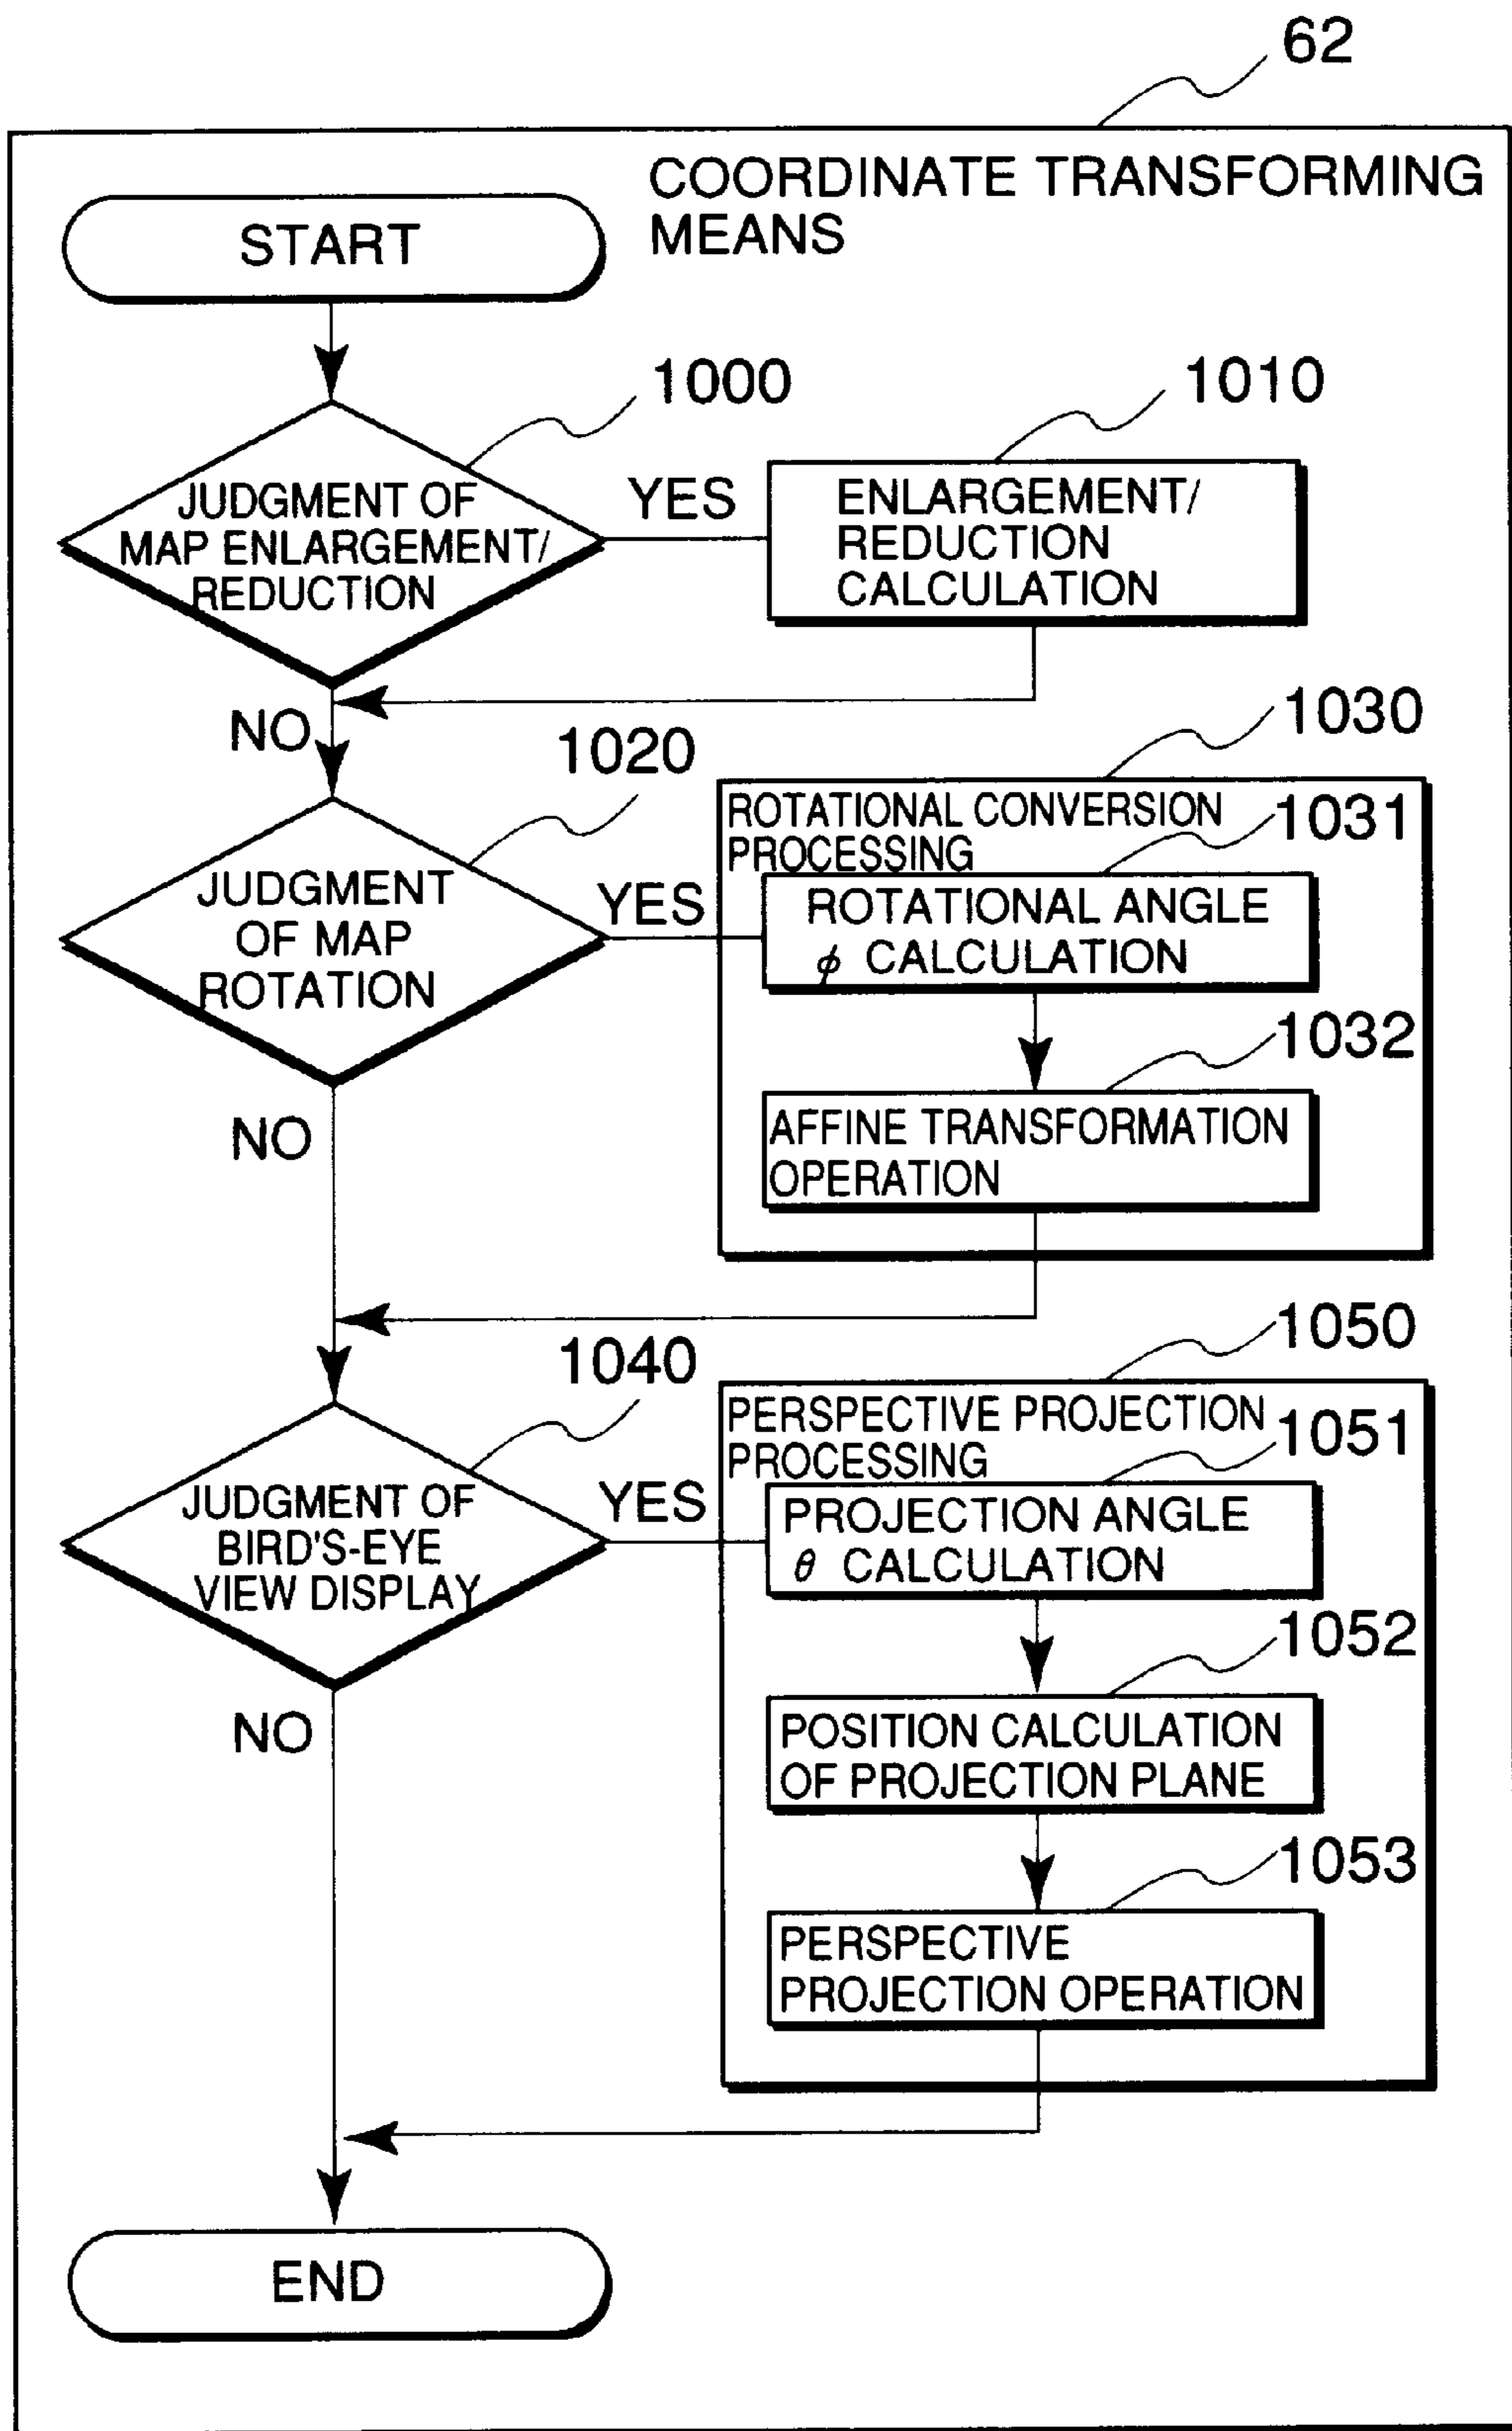 62
COORDINATE TRANSFORMING
MEANS
START
1000
1010
JUDGMENT OF
MAP ENLARGEMENT/
REDUCTION
YES
ENLARGEMENT/
REDUCTION
CALCULATION
NO
1020
1030
ROTATIONAL CONVERSION
PROCESSING
1031
JUDGMENT
OF MAP
ROTATION
YES
ROTATIONAL ANGLE
ϕ CALCULATION
1032
AFFINE TRANSFORMATION
OPERATION
NO
1040
1050
PERSPECTIVE PROJECTION
PROCESSING
1051
JUDGMENT OF
BIRD'S-EYE
VIEW DISPLAY
YES
PROJECTION ANGLE
θ CALCULATION
1052
POSITION CALCULATION
OF PROJECTION PLANE
NO
1053
PERSPECTIVE
PROJECTION OPERATION
END